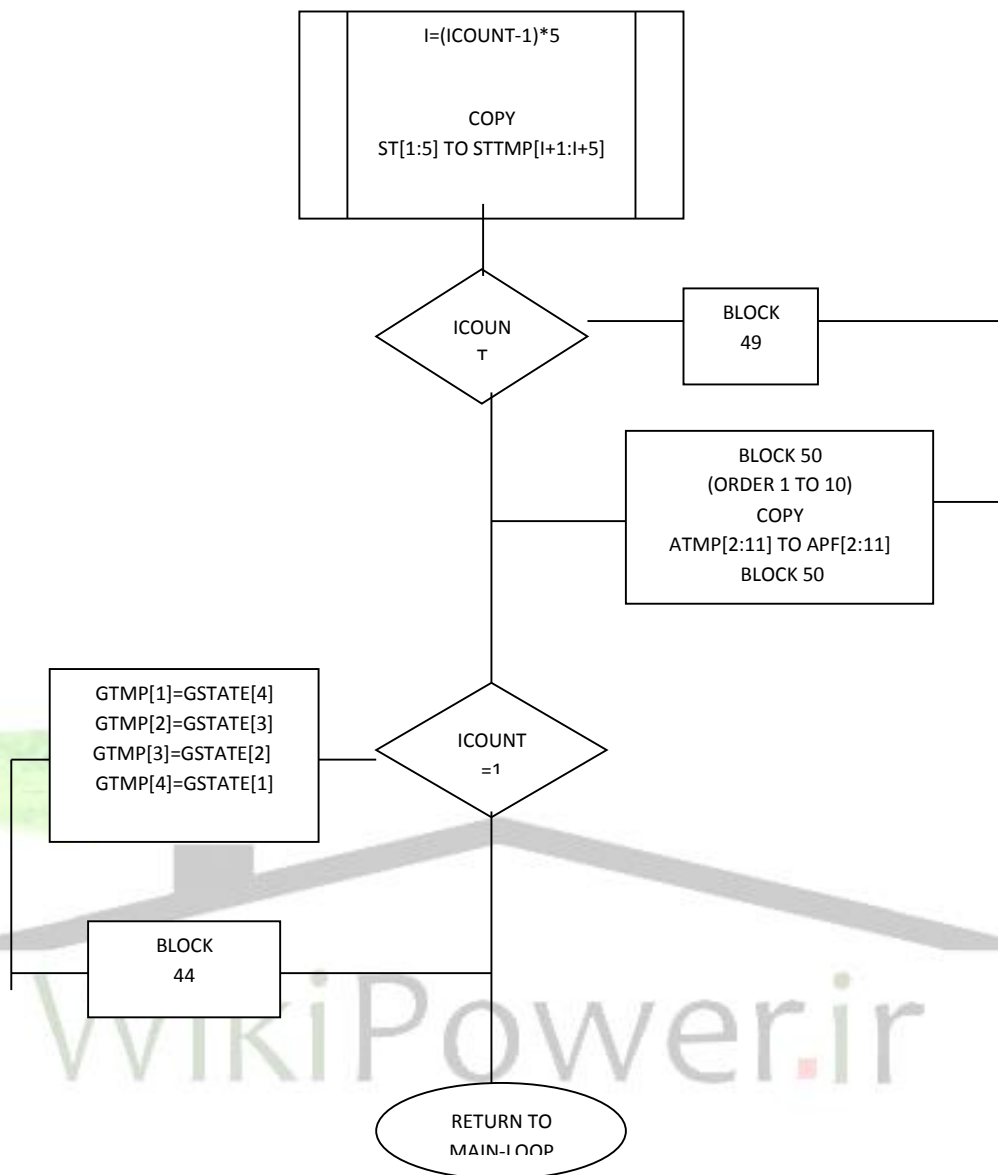 I=(ICOUNT-1)*5
COPY
ST[1:5] TO STTMP[I+1:I+5]
ICOUN
T
BLOCK
49
BLOCK 50
(ORDER 1 TO 10)
COPY
ATMP[2:11] TO APF[2:11]
BLOCK 50
GTMP[1]=GSTATE[4]
GTMP[2]=GSTATE[3]
GTMP[3]=GSTATE[2]
GTMP[4]=GSTATE[1]
ICOUNT
=1
BLOCK
44
WikiPower.ir
RETURN TO
MAIN-LOOP